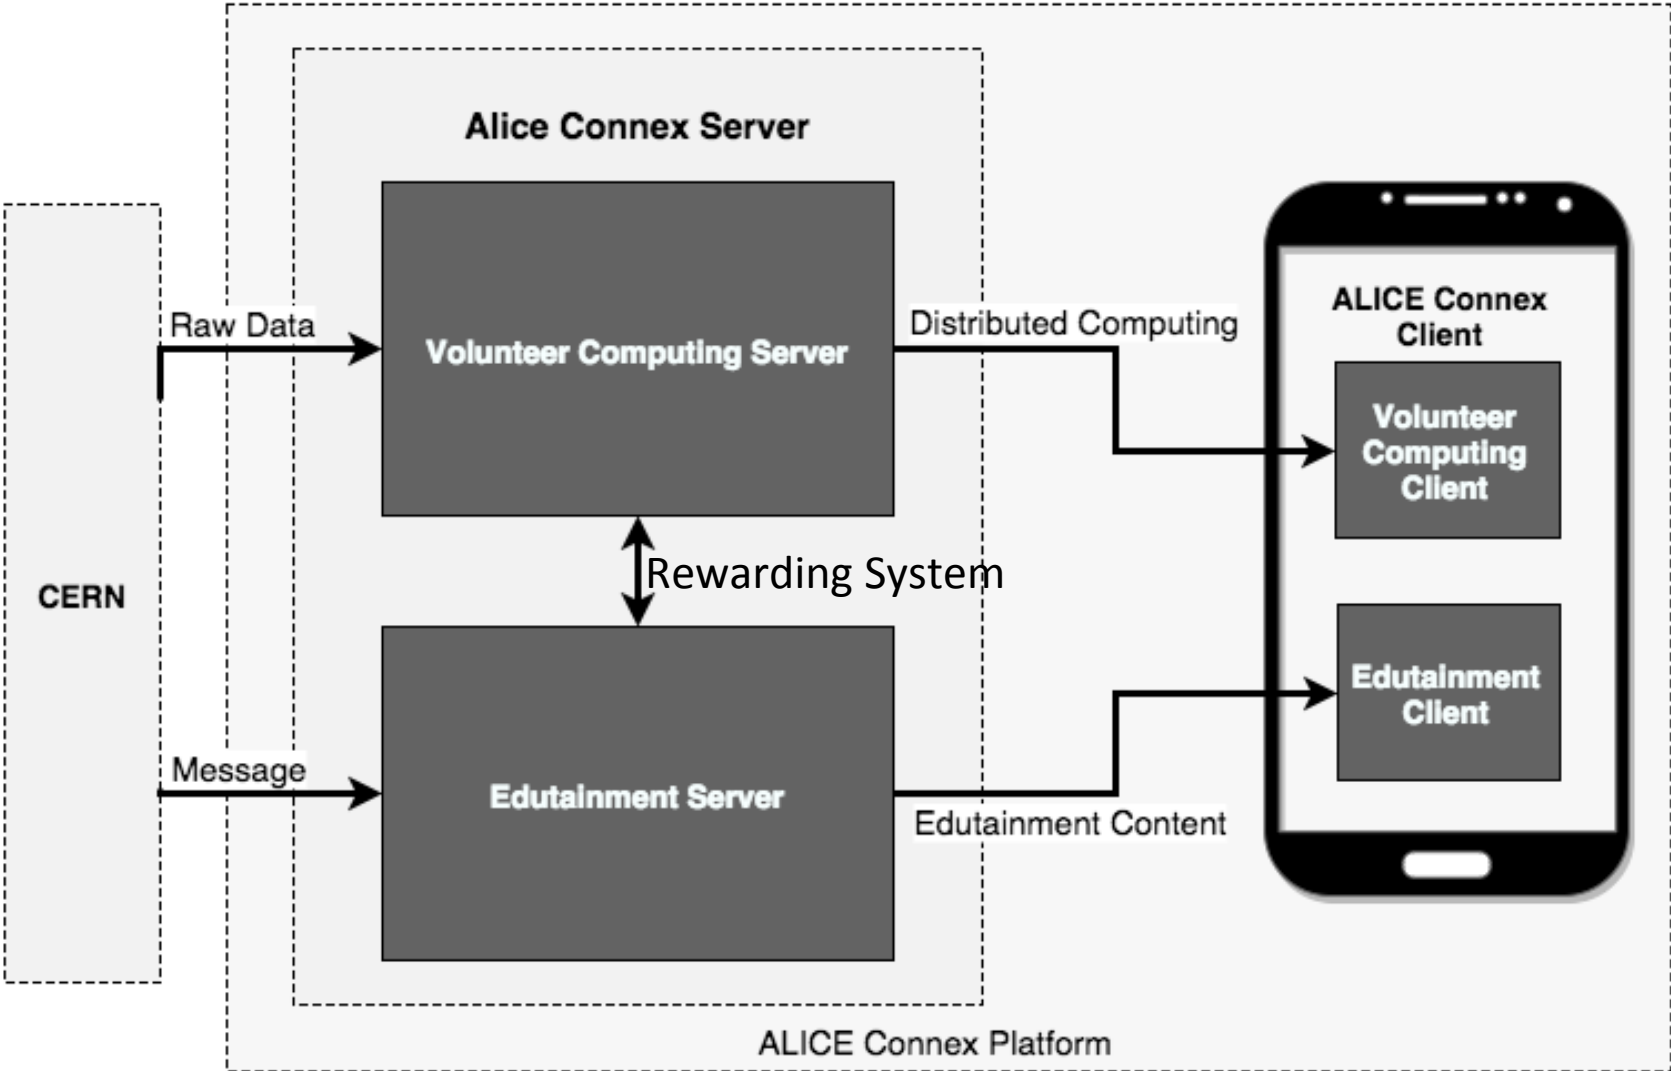 Alice Connex Server
Raw Data
Volunteer Computing Server
Distributed Computing
ALICE Connex
Client
Volunteer
Computing
Client
Rewarding System
CERN
Message
Edutainment Server
Edutainment Content
Edutainment
Client
ALICE Connex Platform